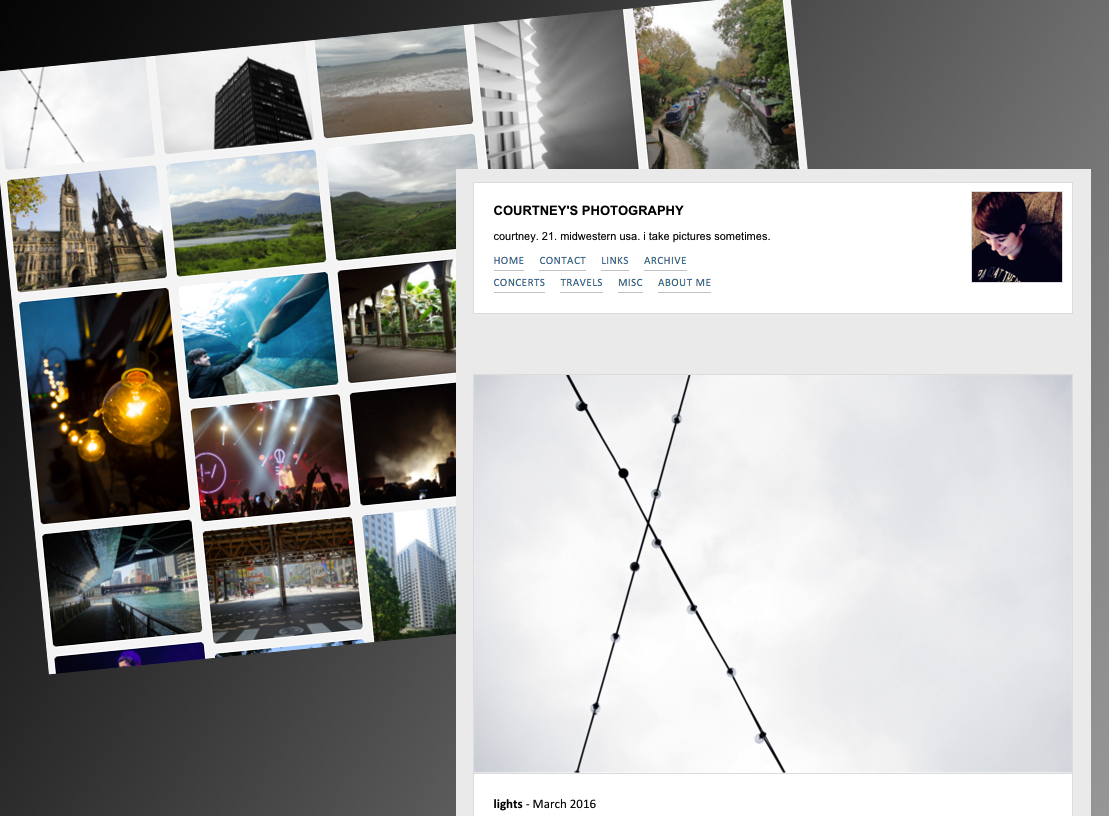 COURTNEY'S PHOTOGRAPHY
courtney. 21. midwestern usa. i take pictures sometimes.
HOME CONTACT LINKS ARCHIVE
CONCERTS TRAVELS MISC ABOUT ME
lights - March 2016